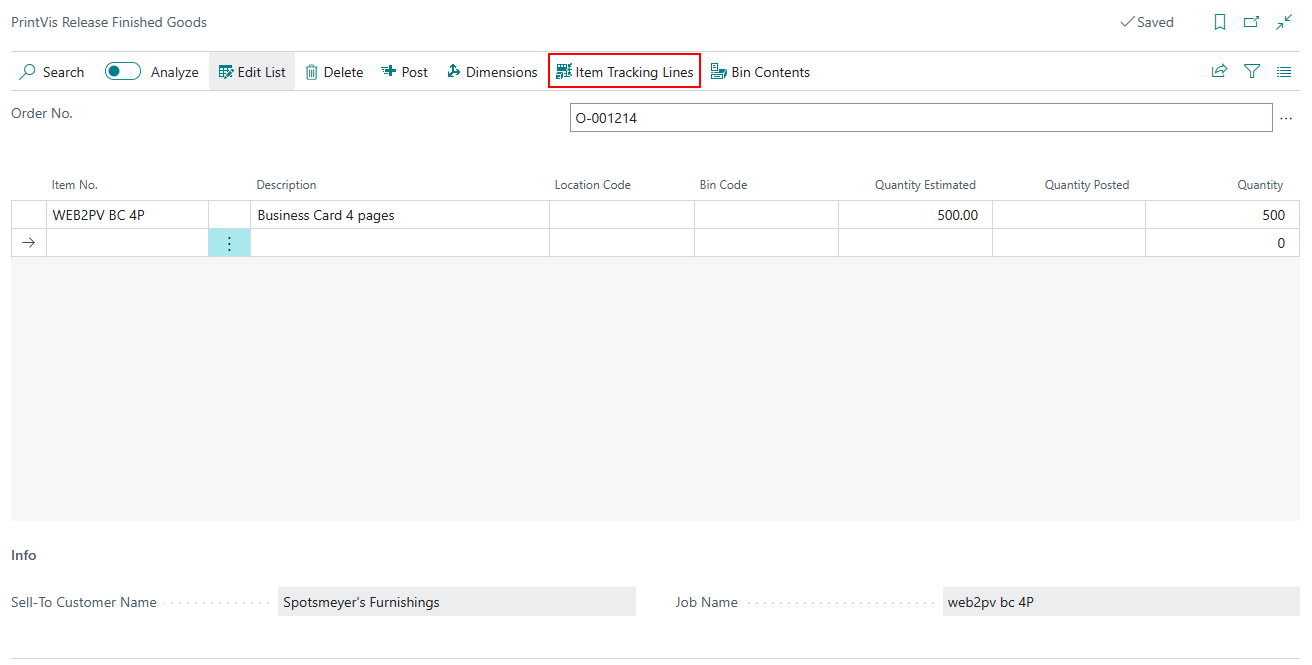 PrintVis Release Finished Goods
Saved
Search Analyze Edit List Delete Post Dimensions Item Tracking Lines Bin Contents
Order No.
O-001214
Item No. Description Location Code Bin Code Quantity Estimated Quantity Posted Quantity
WEB2PV BC 4P Business Card 4 pages 500.00 500
0
Info
Sell-To Customer Name Spotsmeyer's Furnishings Job Name web2pv bc 4P